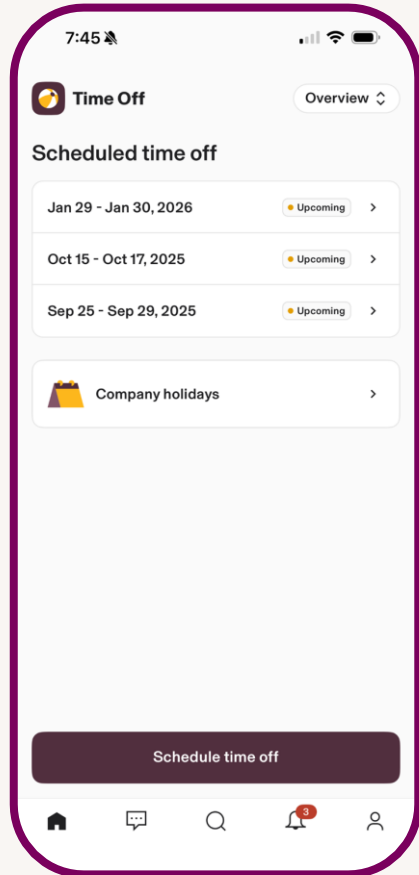 7:45
Time Off
Overview
Scheduled time off
Jan 29 - Jan 30, 2026
Upcoming
Oct 15 - Oct 17, 2025
Upcoming
Sep 25 - Sep 29, 2025
Upcoming
Company holidays
Schedule time off
3